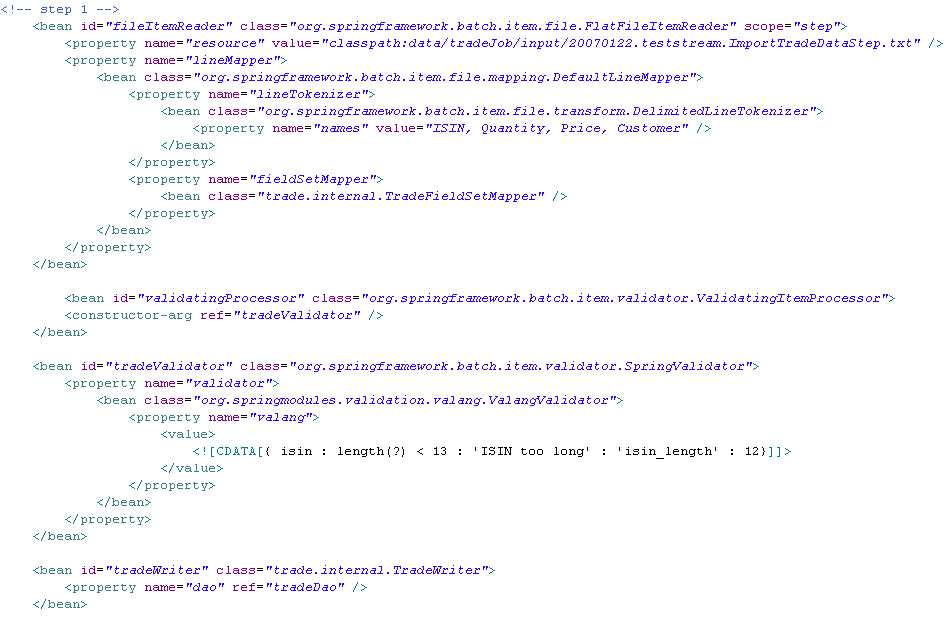 <!-- step 1 -->
<bean id="fileItemReader" class="org.springframework.batch.item.file.FlatFileItemReader" scope="step">
<property name="resource" value="classpath:data/tradeJob/input/20070122.teststream.ImportTradeDataStep.txt" />
<property name="lineMapper">
<bean class="org.springframework.batch.item.file.mapping.DefaultLineMapper">
<property name="lineTokenizer">
<bean class="org.springframework.batch.item.file.transform.DelimitedLineTokenizer">
<property name="names" value="ISIN, Quantity, Price, Customer" />
</bean>
</property>
<property name="fieldSetMapper">
<bean class="trade.internal.TradeFieldSetMapper" />
</property>
</bean>
</property>
</bean>
<bean id="validatingProcessor" class="org.springframework.batch.item.validator.ValidatingItemProcessor">
<constructor-arg ref="tradeValidator" />
</bean>
<bean id="tradeValidator" class="org.springframework.batch.item.validator.SpringValidator">
<property name="validator">
<bean class="org.springmodules.validation.valang.ValangValidator">
<property name="valang">
<value>
<![CDATA[{ isin : length(?) < 13 : 'ISIN too long' : 'isin_length' : 12}]]>
</value>
</property>
</bean>
</property>
</bean>
<bean id="tradeWriter" class="trade.internal.TradeWriter">
<property name="dao" ref="tradeDao" />
</bean>